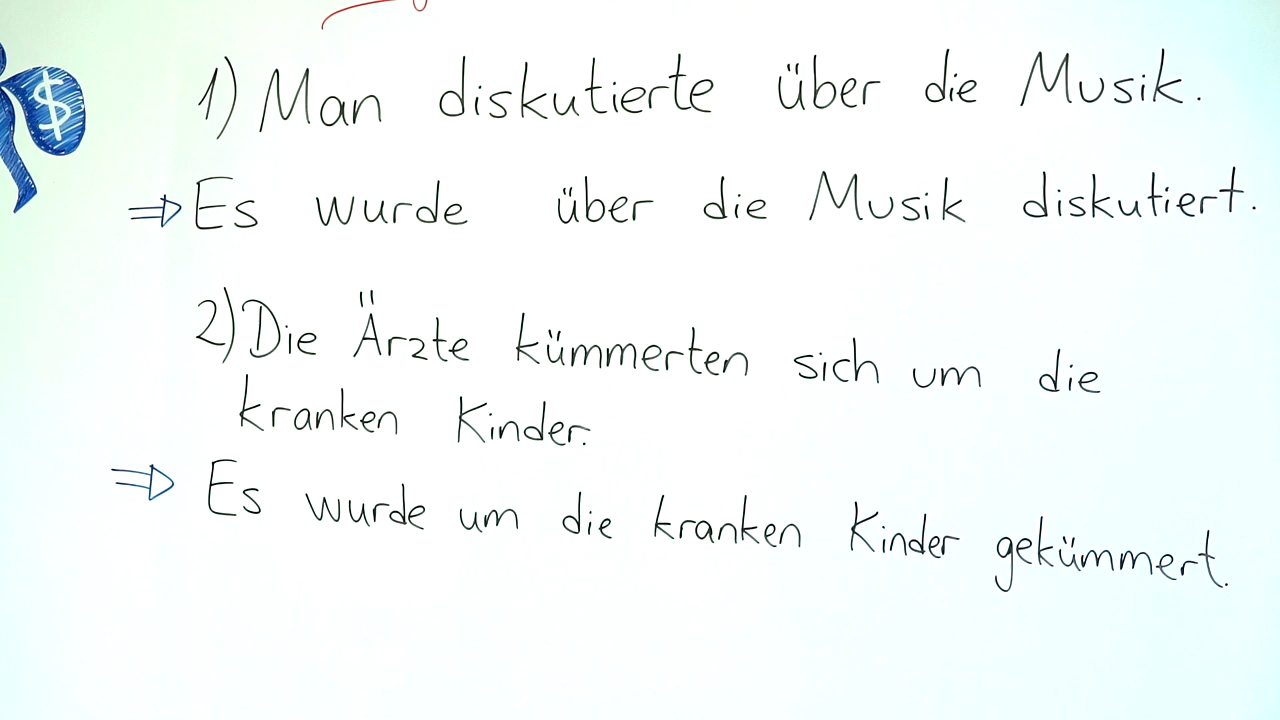 $
1) Man diskutierte über die Musik.
⇒ Es wurde über die Musik diskutiert.
2) Die Ärzte kümmerten sich um die
kranken Kinder.
⇒ Es wurde um die kranken Kinder gekümmert.